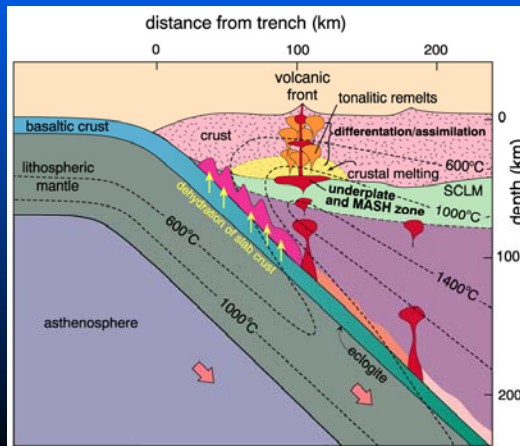 distance from trench (km)
0
100
200
volcanic
front
tonalitic remelts
basaltic crust
crust
differentation/assimilation
0
600°C
crustal melting
lithospheric
mantle
SCLM
underplate
and MASH zone
1000°C
dehydration of slab crust
600°C
100
1400°C
1000°C
asthenosphere
eclogite
200
depth (km)